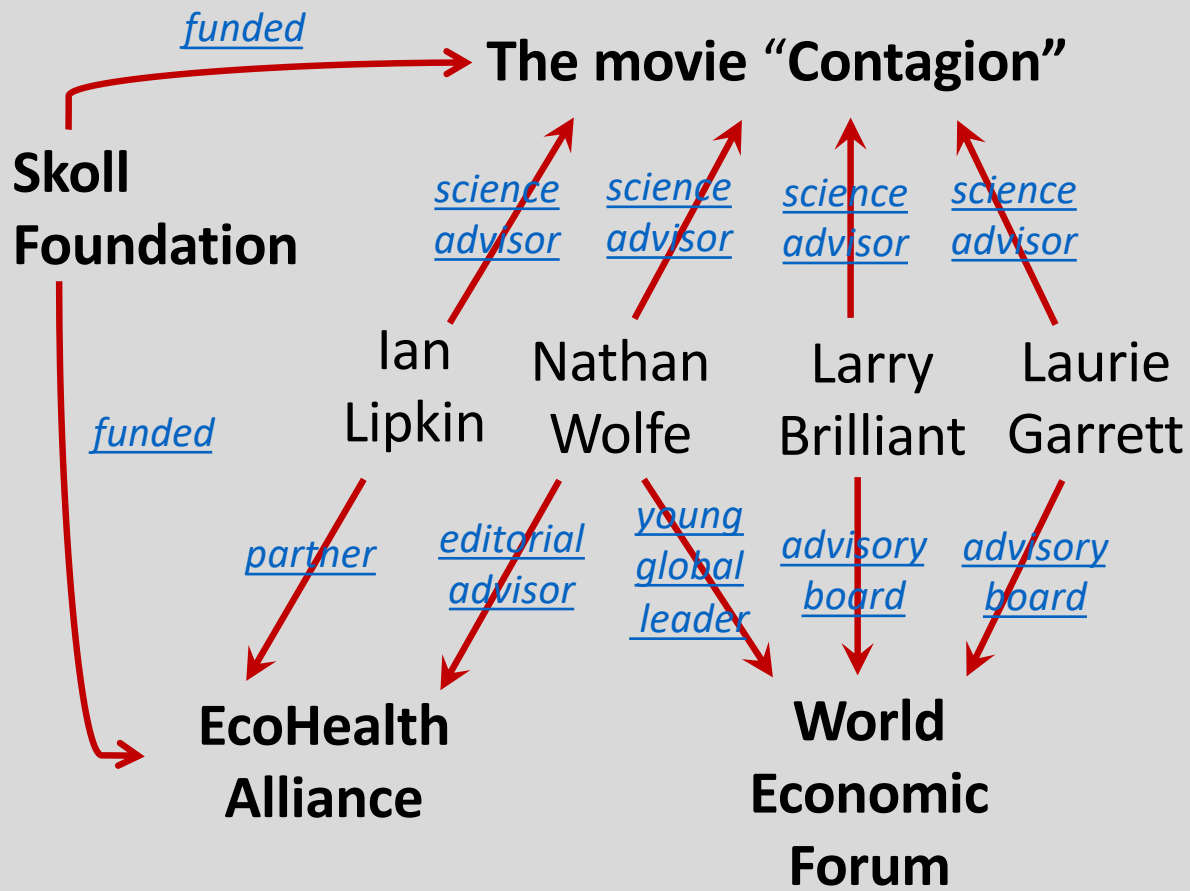 funded
The movie “Contagion”
Skoll
Foundation
science
advisor
science
advisor
science
advisor
science
advisor
Ian
Lipkin
Nathan
Wolfe
Larry
Brilliant
Laurie
Garrett
funded
partner
editorial
advisor
young
global
leader
advisory
board
advisory
board
EcoHealth
Alliance
World
Economic
Forum